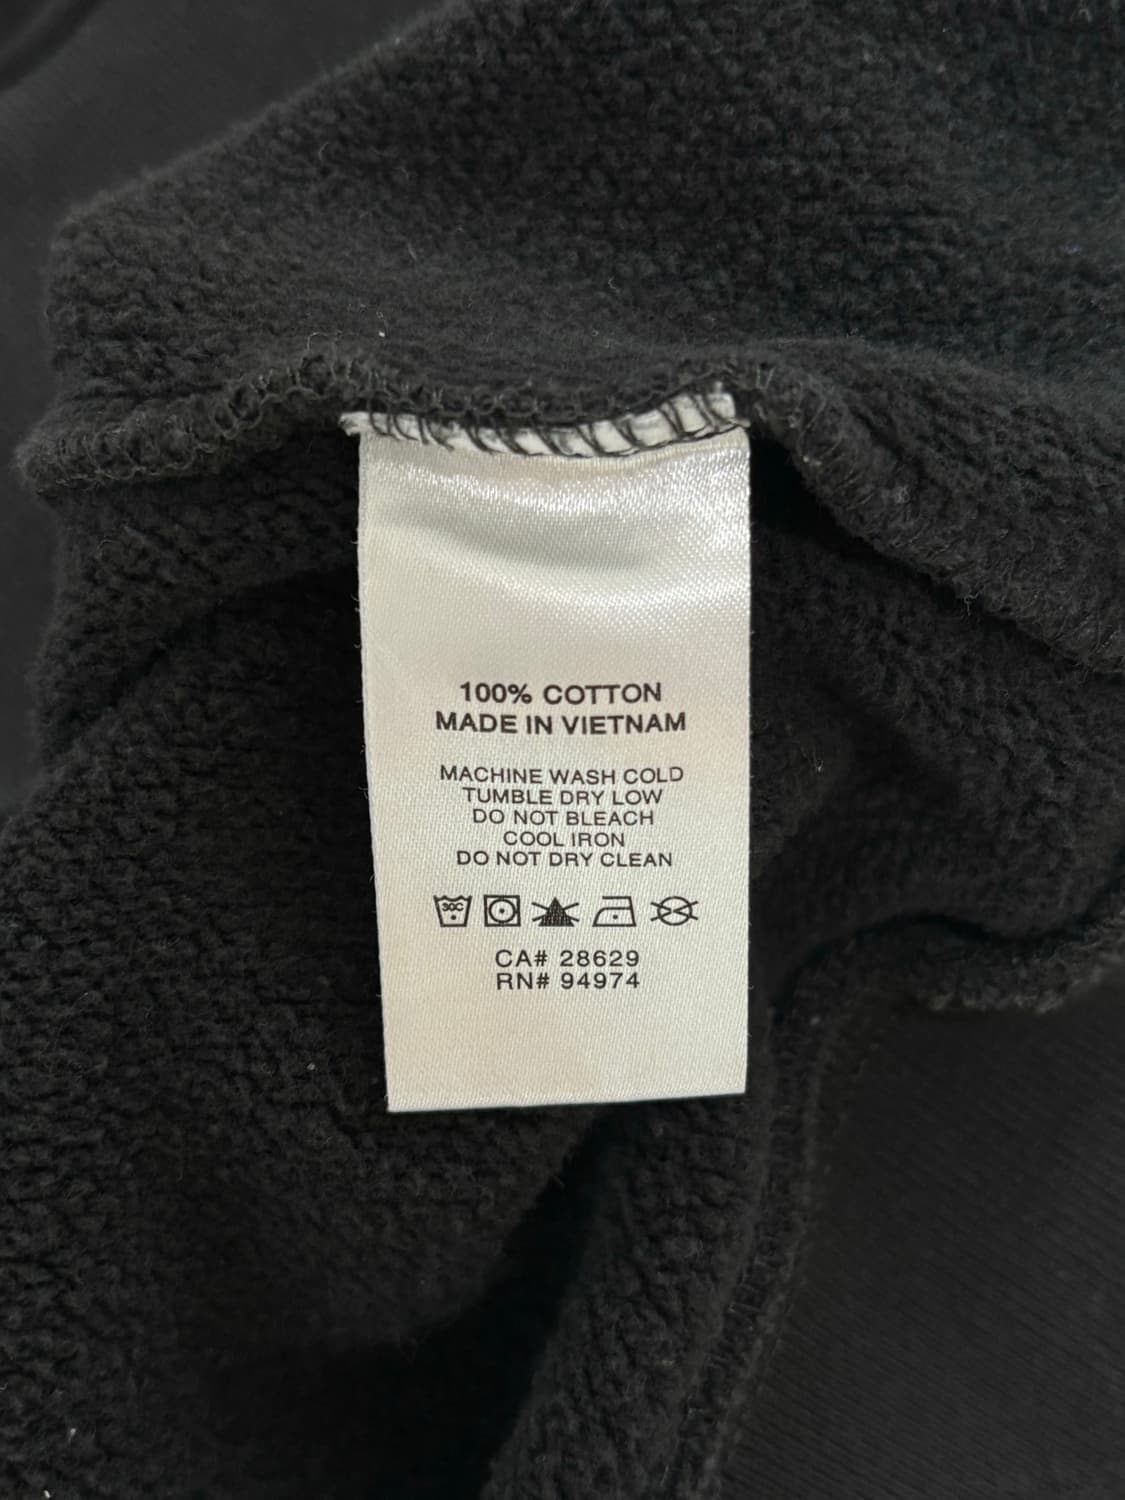 100% COTTON
MADE IN VIETNAM
MACHINE WASH COLD
TUMBLE DRY LOW
DO NOT BLEACH
COOL IRON
DO NOT DRY CLEAN
30C
CA# 28629
RN# 94974